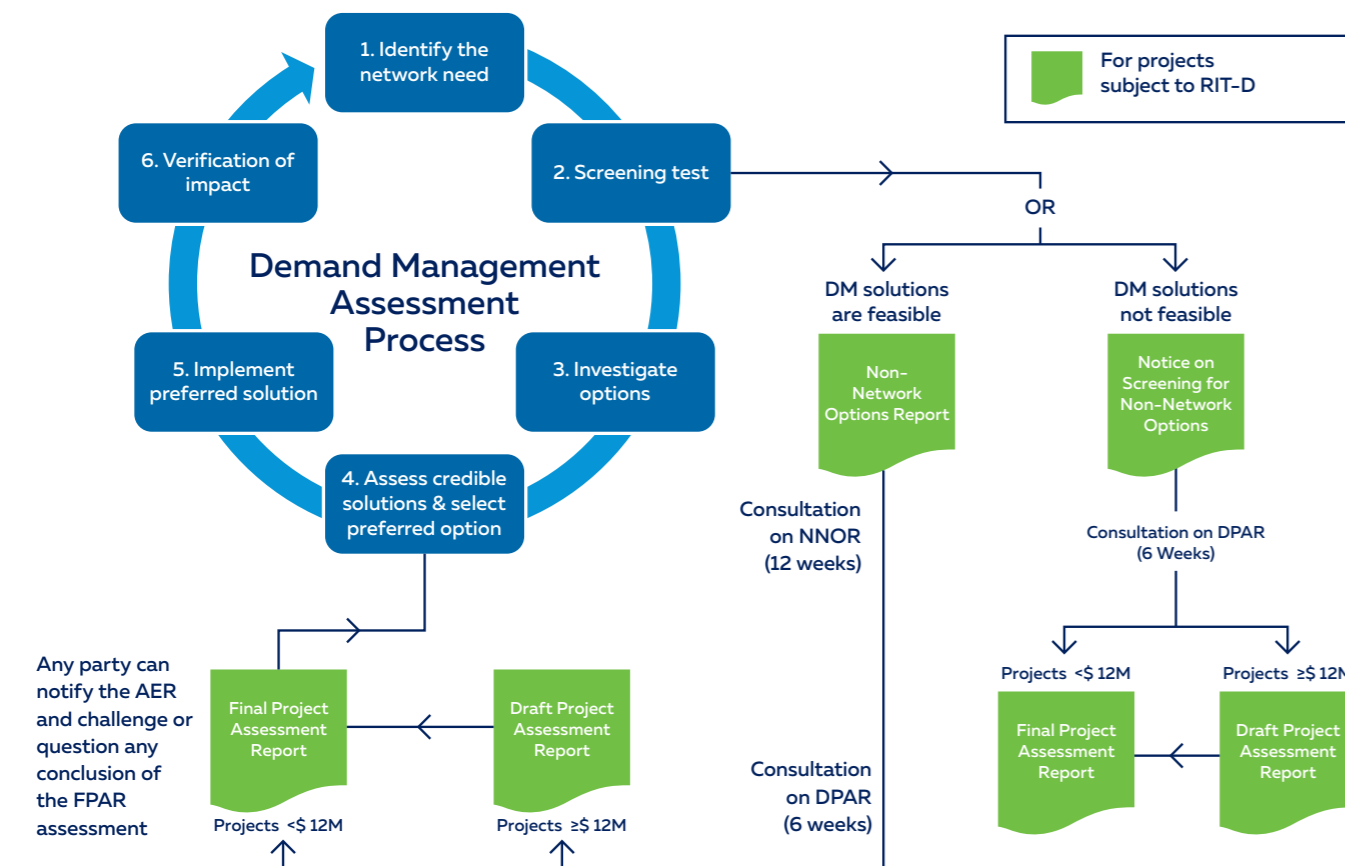 1. Identify the
network need
For projects
subject to RIT-D
6. Verification of
impact
2. Screening test
OR
Demand Management
Assessment
Process
DM solutions
are feasible
DM solutions
not feasible
5. Implement
preferred solution
3. Investigate
options
Non-
Network
Options Report
Notice on
Screening for
Non-Network
Options
4. Assess credible
solutions & select
preferred option
Consultation
on NNOR
(12 weeks)
Consultation on DPAR
(6 Weeks)
Any party can
notify the AER
and challenge or
question any
conclusion of
the FPAR
assessment
Final Project
Assessment
Report
Draft Project
Assessment
Report
Projects <$ 12M
Projects ≥$ 12M
Consultation
on DPAR
(6 weeks)
Projects <$ 12M
Projects ≥$ 12M
Final Project
Assessment
Report
Draft Project
Assessment
Report